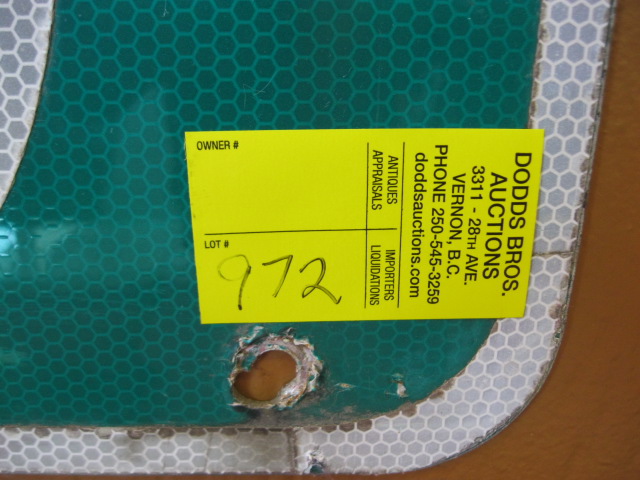 OWNER #
LOT #
972
ANTIQUES
APPRAISALS
IMPORTERS
LIQUIDATIONS
DODDS BROS.
AUCTIONS
3311 - 28TH AVE.
VERNON, B.C.
PHONE 250-545-3259
doddsauctions.com